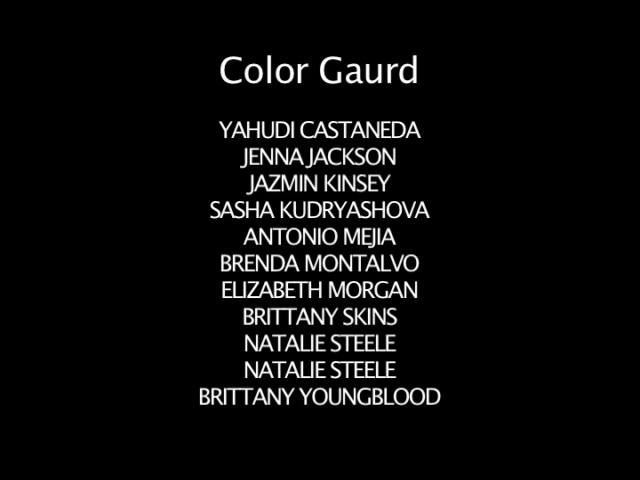 Color Gaurd
YAHUDI CASTANEDA
JENNA JACKSON
JAZMIN KINSEY
SASHA KUDRYASHOVA
ANTONIO MEJIA
BRENDA MONTALVO
ELIZABETH MORGAN
BRITTANY SKINS
NATALIE STEELE
NATALIE STEELE
BRITTANY YOUNGBLOOD